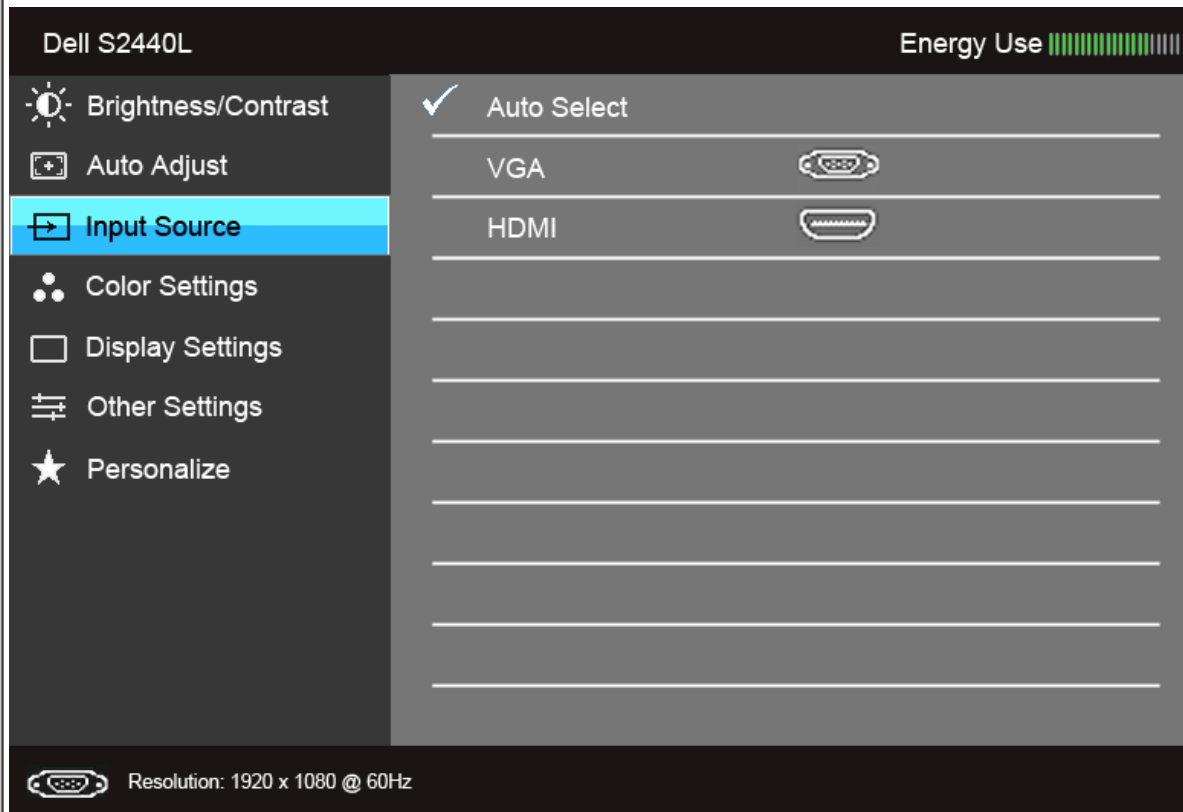 Dell S2440L
Energy Use
Brightness/Contrast
Auto Adjust
Input Source
Color Settings
Display Settings
Other Settings
Personalize
Auto Select
VGA
HDMI
Resolution: 1920 x 1080 @ 60Hz